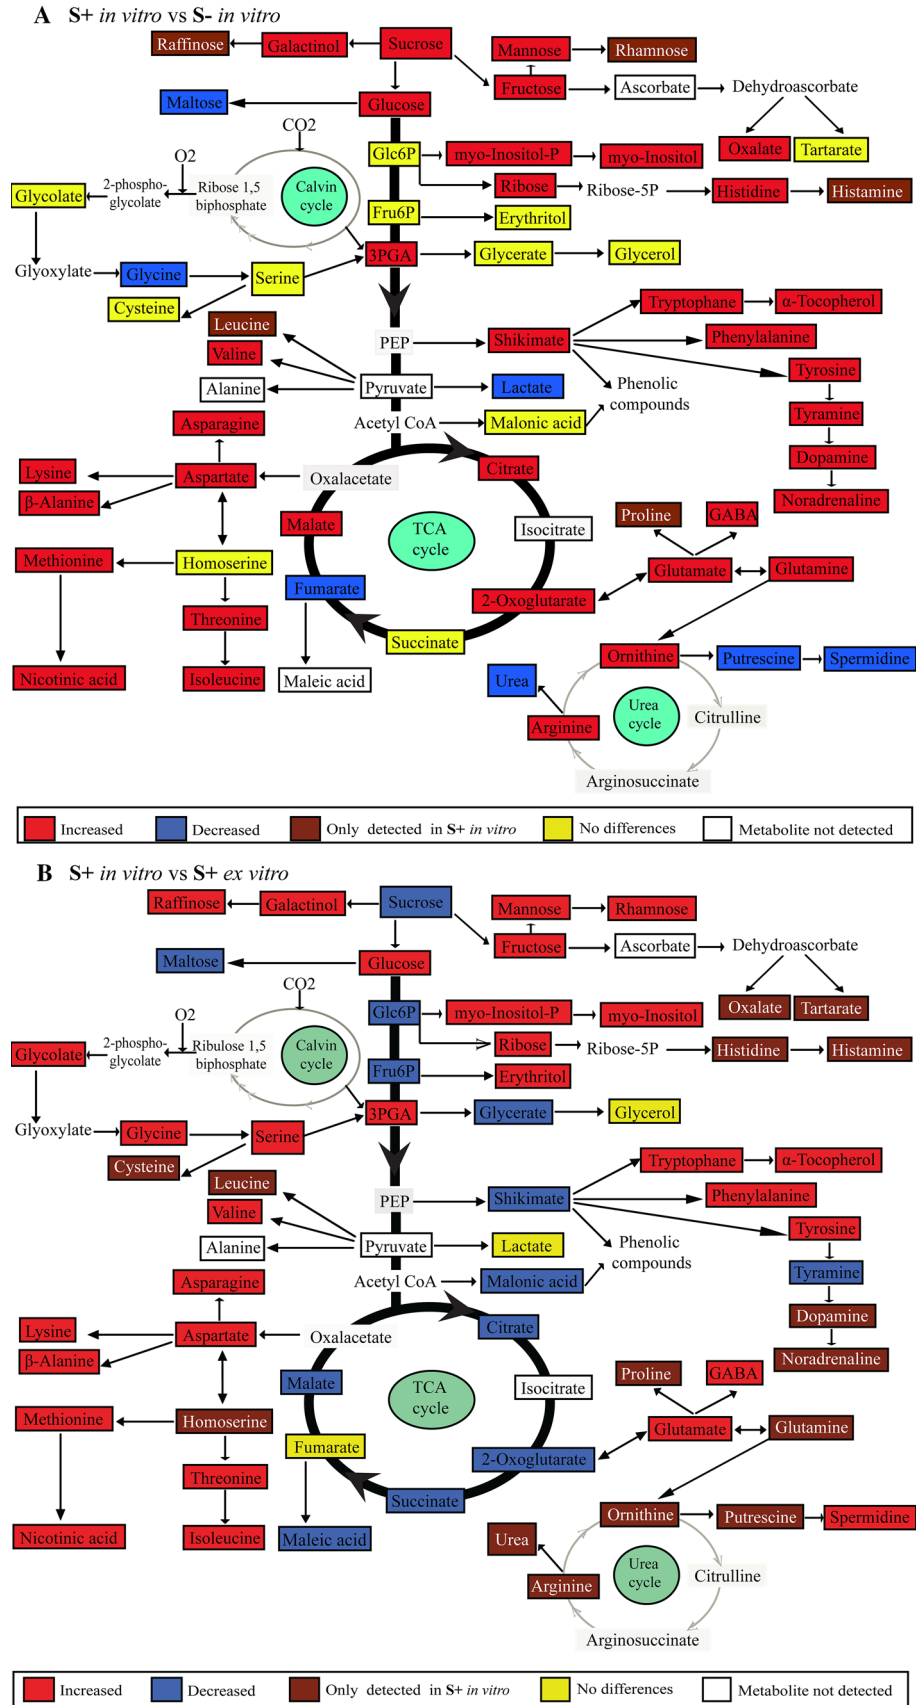 A S+ in vitro vs S- in vitro
Raffinose
Galactinol
Sucrose
Mannose
Rhamnose
Maltose
Glucose
Fructose
Ascorbate
Dehydroascorbate
CO2
Glc6P
myo-Inositol-P
myo-Inositol
Oxalate
Tartarate
O2
Glycolate
2-phospho-
glycolate
Ribose 1,5
biphosphate
Calvin
cycle
Ribose
Ribose-5P
Histidine
Histamine
Fru6P
Erythritol
Glyoxylate
Glycine
Serine
3PGA
Glycerate
Glycerol
Cysteine
Leucine
Valine
Alanine
PEP
Pyruvate
Acetyl CoA
Shikimate
Lactate
Malonic acid
Phenolic
compounds
Tryptophane
α-Tocopherol
Phenylalanine
Tyrosine
Tyramine
Dopamine
Noradrenaline
Asparagine
Lysine
Aspartate
β-Alanine
Oxalacetate
Citrate
Malate
TCA
cycle
Isocitrate
Proline
GABA
Methionine
Homoserine
Fumarate
2-Oxoglutarate
Glutamate
Glutamine
Threonine
Succinate
Nicotinic acid
Isoleucine
Maleic acid
Ornithine
Putrescine
Spermidine
Urea
Arginine
Urea
cycle
Citrulline
Arginosuccinate
Increased
Decreased
Only detected in S+ in vitro
No differences
Metabolite not detected
B S+ in vitro vs S+ ex vitro
Raffinose
Galactinol
Sucrose
Mannose
Rhamnose
Maltose
Glucose
Fructose
Ascorbate
Dehydroascorbate
CO2
Glc6P
myo-Inositol-P
myo-Inositol
Oxalate
Tartarate
O2
Glycolate
2-phospho-
glycolate
Ribulose 1,5
biphosphate
Calvin
cycle
Ribose
Ribose-5P
Histidine
Histamine
Fru6P
Erythritol
Glyoxylate
Glycine
Serine
3PGA
Glycerate
Glycerol
Cysteine
Leucine
Valine
Alanine
PEP
Pyruvate
Acetyl CoA
Shikimate
Lactate
Malonic acid
Phenolic
compounds
Tryptophane
α-Tocopherol
Phenylalanine
Tyrosine
Tyramine
Dopamine
Noradrenaline
Asparagine
Lysine
Aspartate
β-Alanine
Oxalacetate
Citrate
Malate
TCA
cycle
Isocitrate
Proline
GABA
Methionine
Homoserine
Fumarate
2-Oxoglutarate
Glutamate
Glutamine
Threonine
Succinate
Nicotinic acid
Isoleucine
Maleic acid
Ornithine
Putrescine
Spermidine
Urea
Arginine
Urea
cycle
Citrulline
Arginosuccinate
Increased
Decreased
Only detected in S+ in vitro
No differences
Metabolite not detected